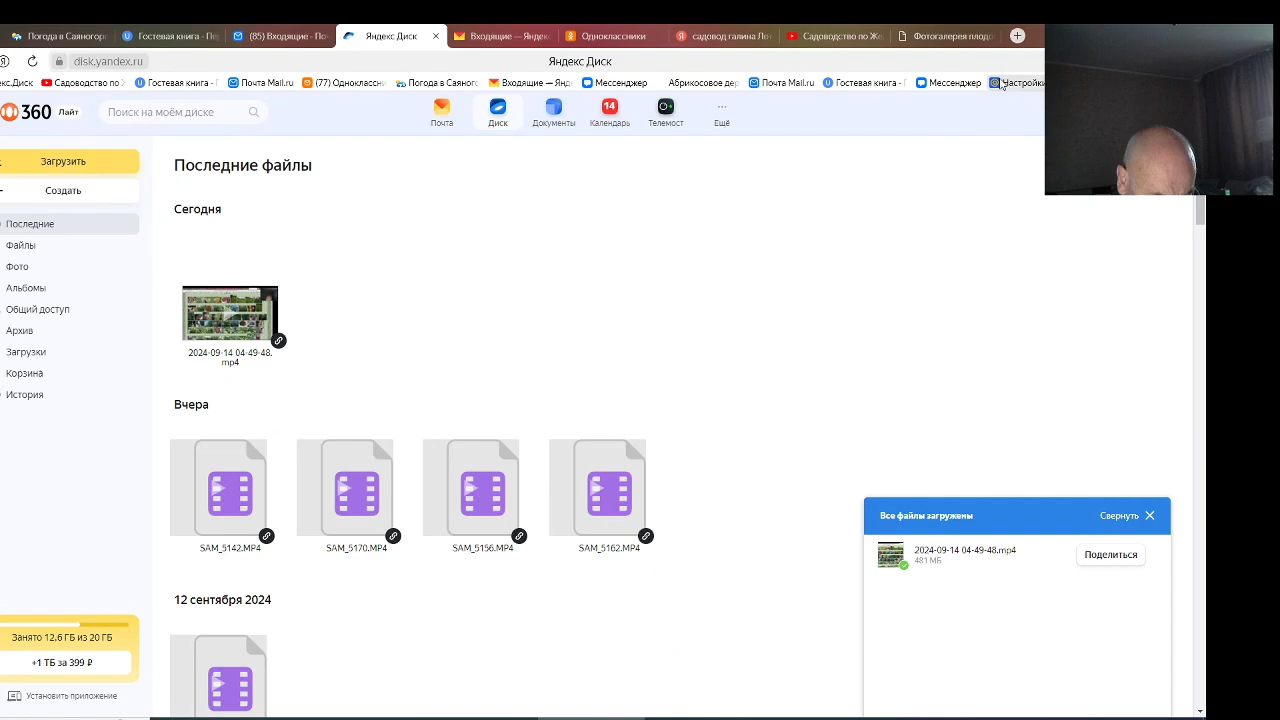 Погода в Саяногорс
Гостевая книга - Пе
(85) Входящие - По
Яндекс Диск
Входящие — Яндекс
Одноклассники
садовод галина Ло
Садоводство по Же
Фотогалерея плодо
disk.yandex.ru
Яндекс Диск
кс.Диск
Садоводство по
Гостевая книга - Г
Почта Mail.ru
(77) Одноклассн
Погода в Саяног
Входящие — Янд
Мессенджер
Абрикосовое дер
Почта Mail.ru
Гостевая книга - Г
Мессенджер
Настройки
360 Лайт
Поиск на моём диске
Почта
Диск
Документы
14
Календарь
Телемост
Ещё
Загрузить
Создать
Последние
Файлы
Фото
Альбомы
Общий доступ
Архив
Загрузки
Корзина
История
Занято 12,6 ГБ из 20 ГБ
+1 ТБ за 399 ₽
Установить приложение
Последние файлы
Сегодня
2024-09-14 04-49-48.
mp4
Вчера
SAM_5142.MP4
SAM_5170.MP4
SAM_5156.MP4
SAM_5162.MP4
12 сентября 2024
Все файлы загружены
Свернуть
2024-09-14 04-49-48.mp4
481 МБ
Поделиться